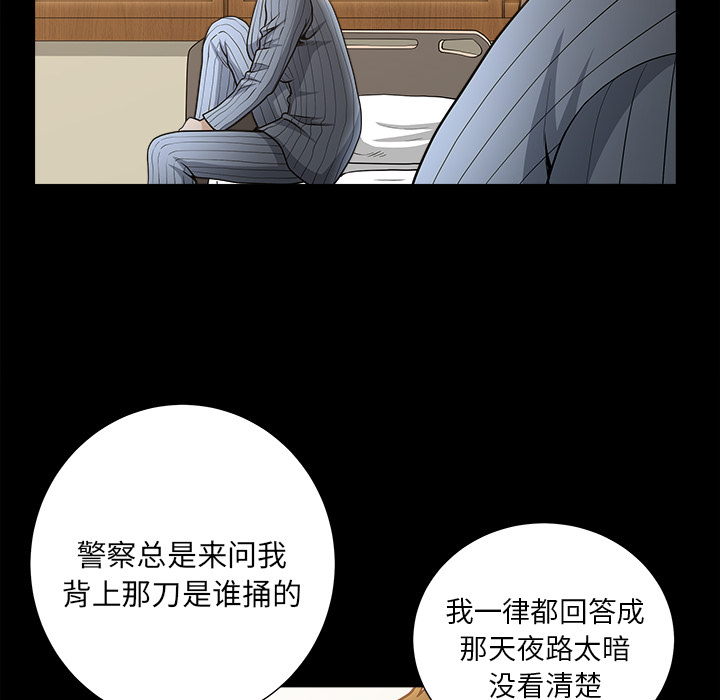 警察总是来问我
背上那刀是谁捅的
我一律都回答成
那天夜路太暗
没看清楚